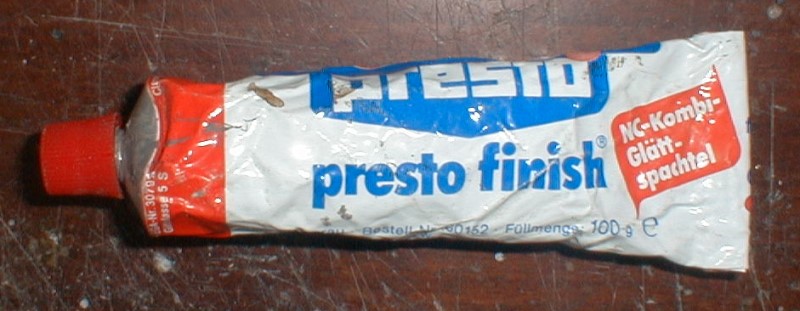 presto
presto finish®
NC-Kombi-
Glätt-
spachtel
Bestell-Nr. 90152 · Füllmenge: 100 g e